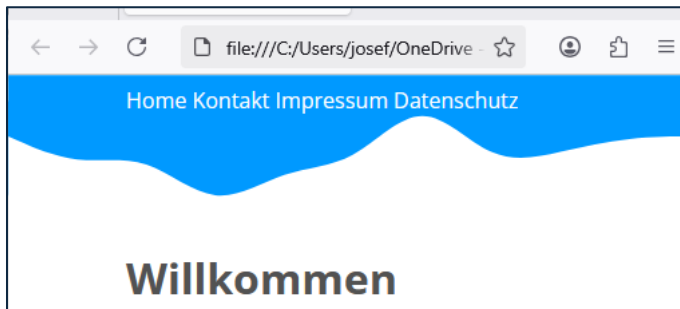 file:///C:/Users/josef/OneDrive -
Home Kontakt Impressum Datenschutz
Willkommen